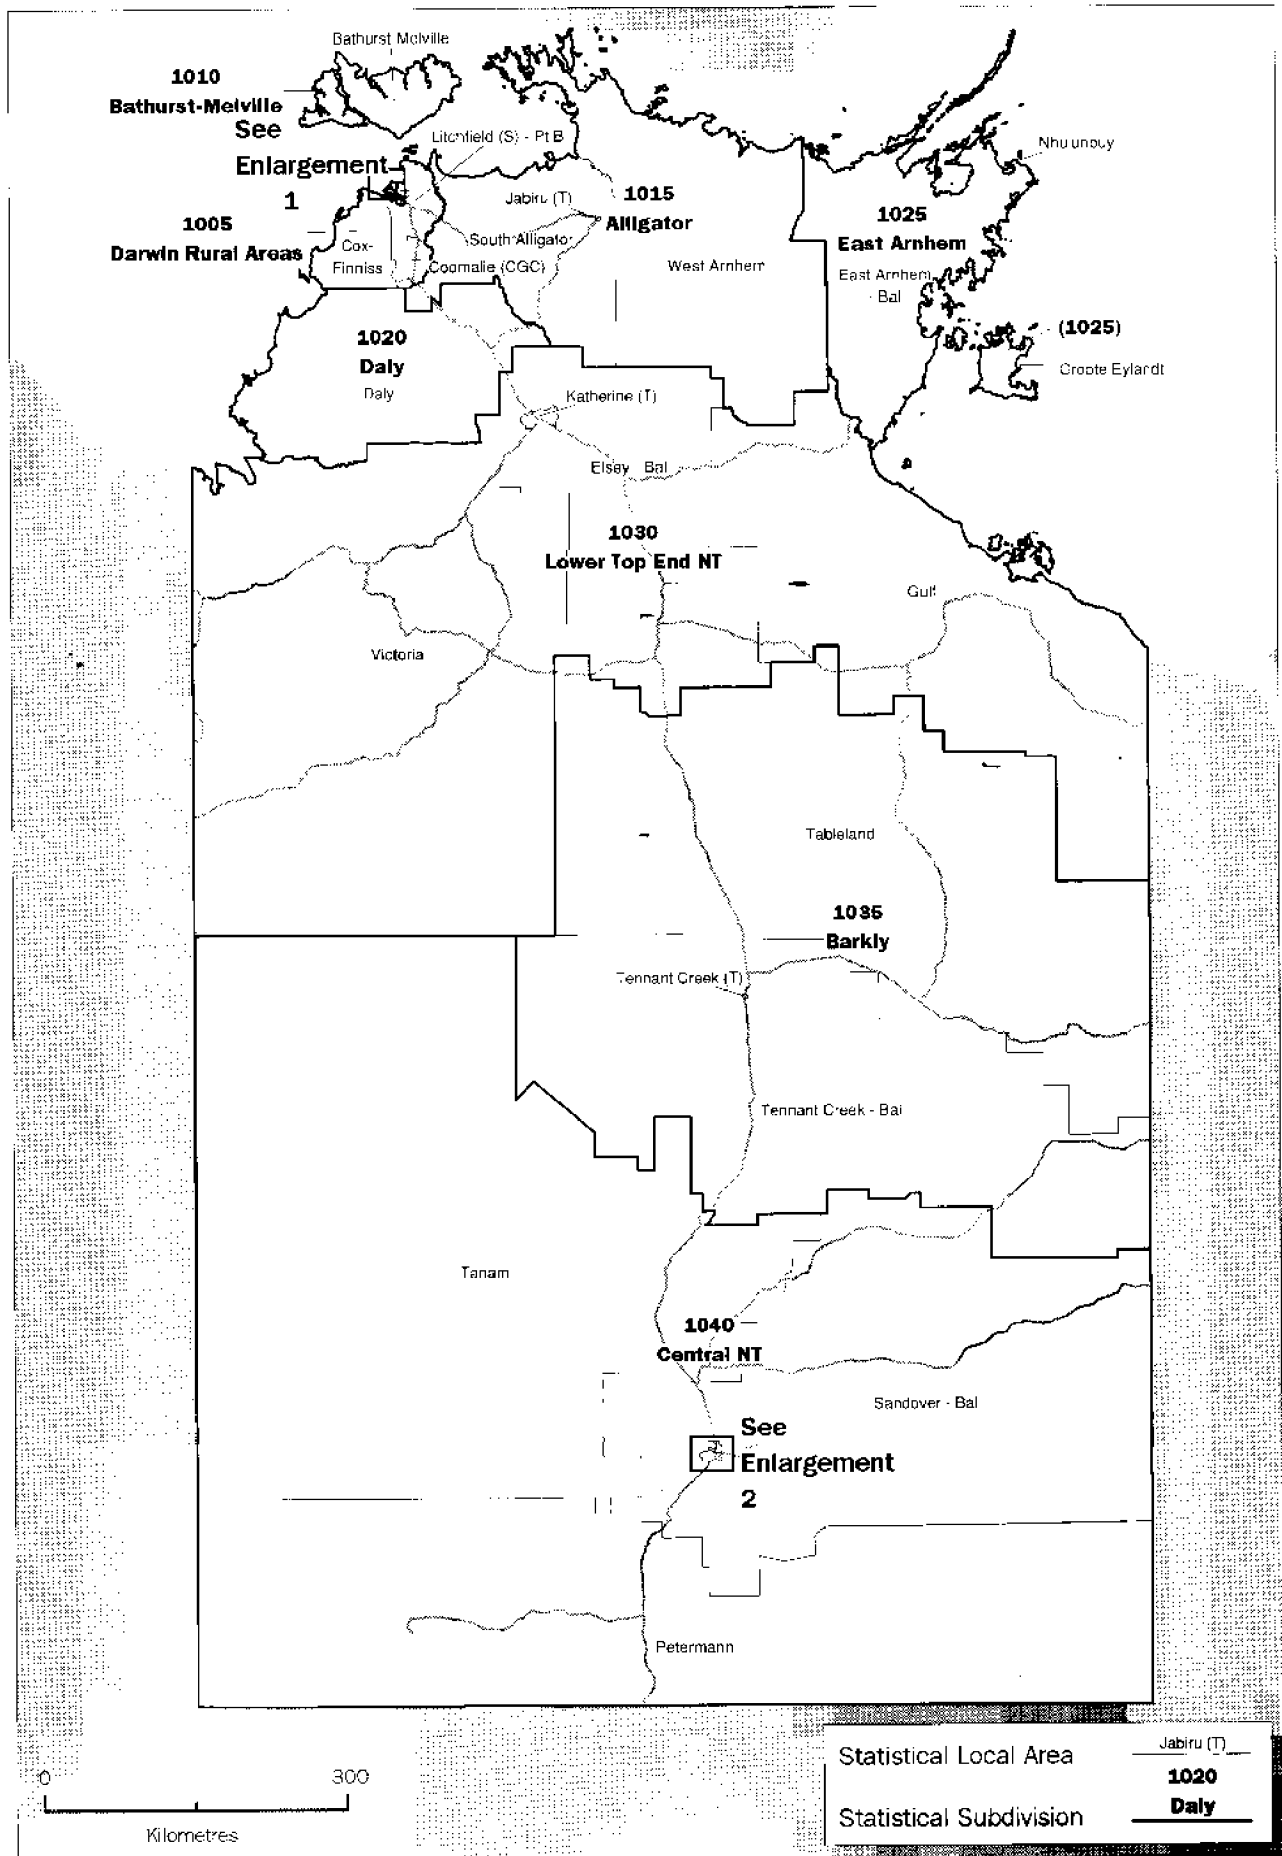 Bathurst Melville
1010
Bathurst-Melville
See
Enlargement
1
Litchfield (S) - Pt B
Nhulunbuy
1005
Darwin Rural Areas
Cox-
Finniss
Jabiru (T)
South Alligator
Coomalie (CGC)
1015
Alligator
West Arnhem
1025
East Arnhem
East Arnhem
- Bal
(1025)
Groote Eylandt
1020
Daly
Daly
Katherine (T)
Elsey Bal
1030
Lower Top End NT
Gulf
Victoria
Tableland
1035
Barkly
Tennant Creek (T)
Tennant Creek - Bal
Tanami
1040
Central NT
Sandover - Bal
See
Enlargement
2
Petermann
0 300
Kilometres
Statistical Local Area Jabiru (T)
1020
Statistical Subdivision Daly